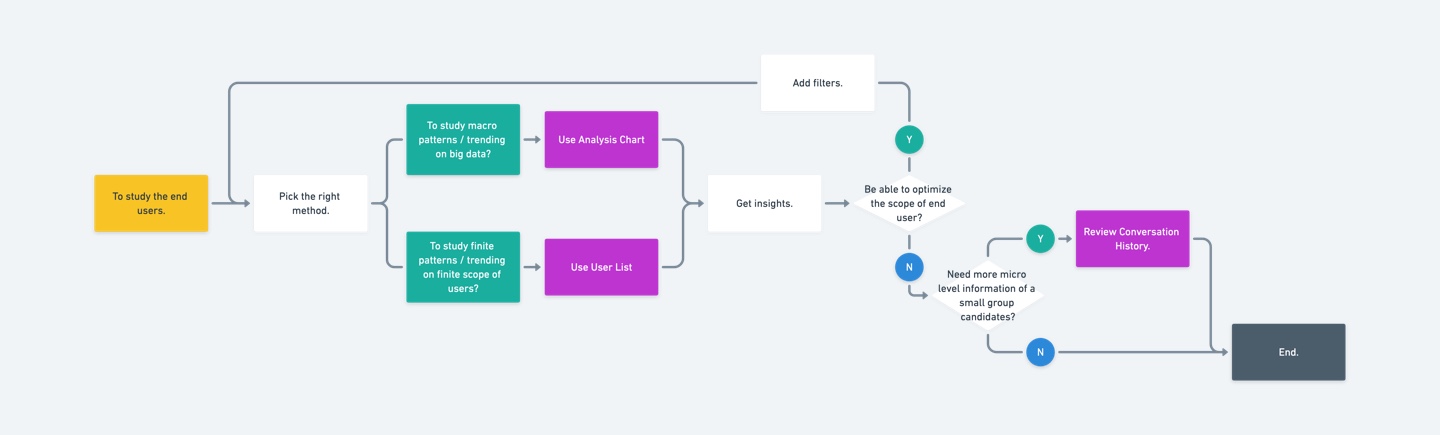 Add filters.
To study macro
patterns / trending
on big data?
Use Analysis Chart
Y
To study the end
users.
Pick the right
method.
Get insights.
Be able to optimize
the scope of end
user?
To study finite
patterns / trending
on finite scope of
users?
Use User List
N
Y
Review Conversation
History.
Need more micro
level information of a
small group
candidates?
N
End.